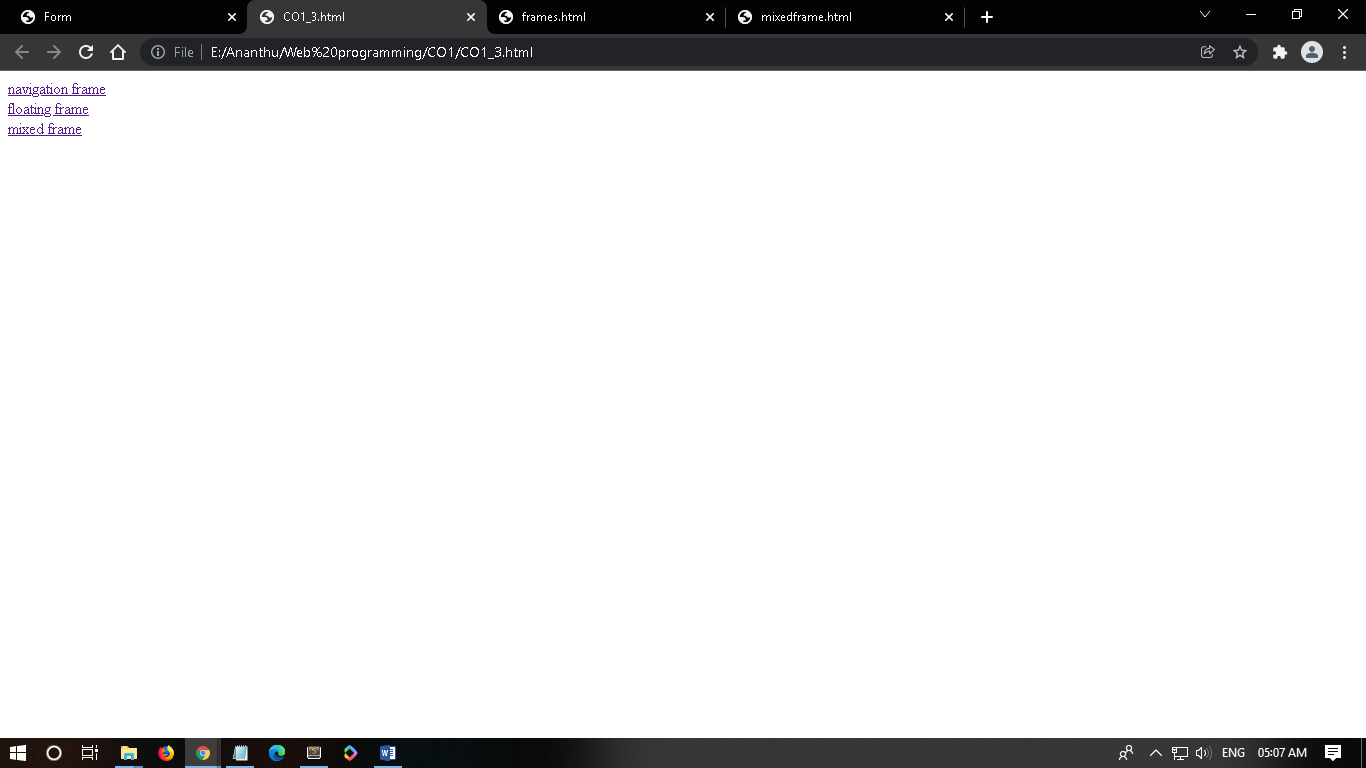 Form
CO1_3.html
frames.html
mixedframe.html
File
E:/Ananthu/Web%20programming/CO1/CO1_3.html
navigation frame
floating frame
mixed frame
ENG
05:07 AM